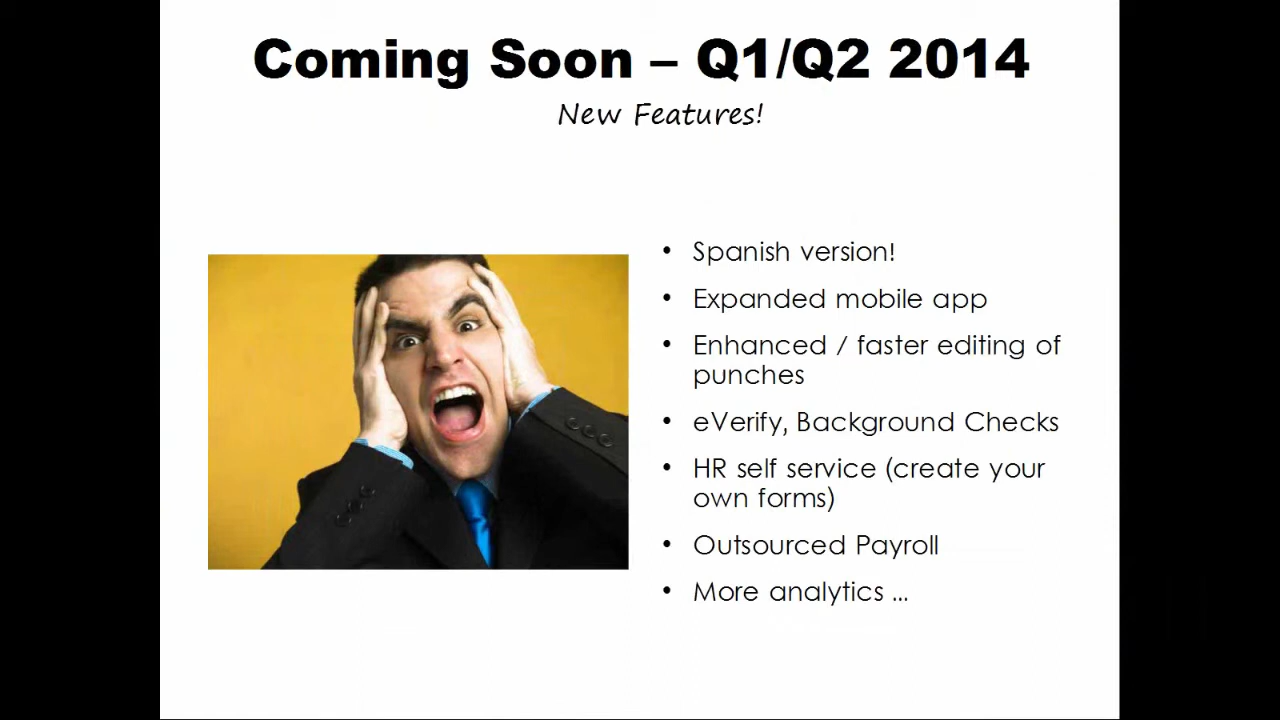 Coming Soon – Q1/Q2 2014
New Features!
• Spanish version!
• Expanded mobile app
• Enhanced / faster editing of
punches
• eVerify, Background Checks
• HR self service (create your
own forms)
• Outsourced Payroll
• More analytics ...